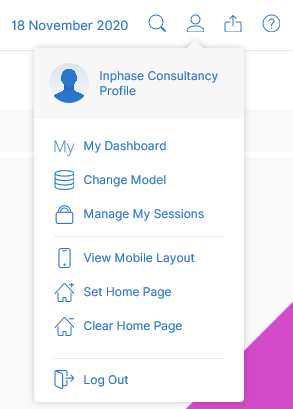 18 November 2020
Inphase Consultancy
Profile
My My Dashboard
Change Model
Manage My Sessions
View Mobile Layout
Set Home Page
Clear Home Page
Log Out